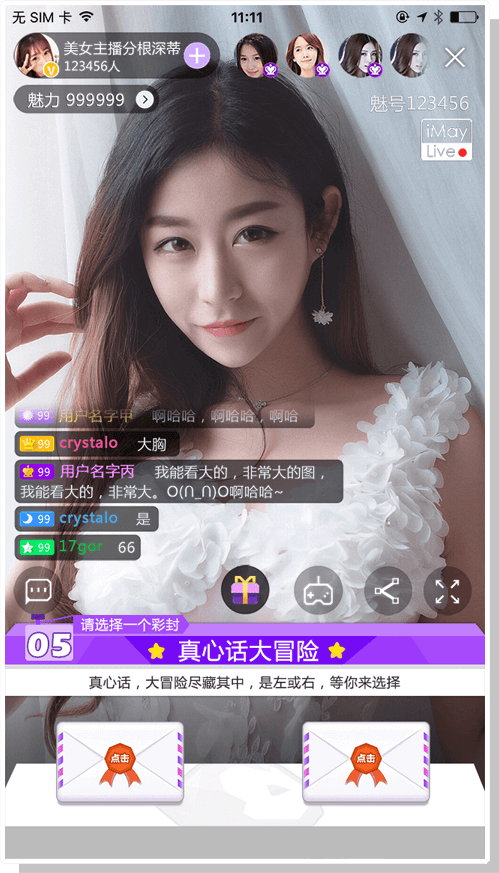 无 SIM 卡
11:11
美女主播分根深蒂
123456人
V
魅力 999999
魅号123456
iMay
Live
99 用户名字甲 啊哈哈，啊哈哈，啊哈
99 crystalo 大胸
99 用户名字丙 我能看大的，非常大的图，
我能看大的，非常大。O(∩_∩)O啊哈哈~
99 crystalo 是
99 17gor 66
请选择一个彩封
05
真心话大冒险
真心话，大冒险尽藏其中，是左或右，等你来选择
点击
点击